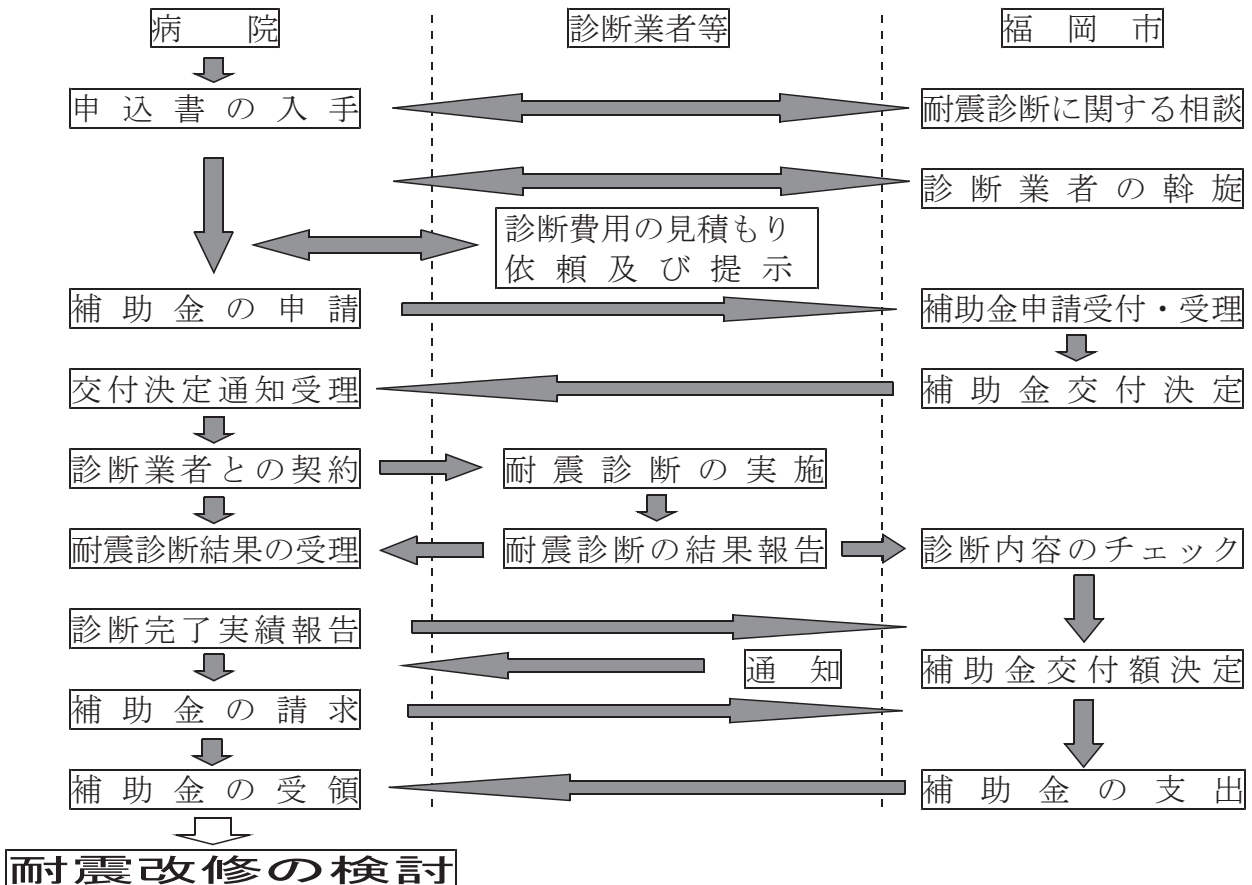 病院
診断業者等
福岡市
申込書の入手
耐震診断に関する相談
診断業者の斡旋
診断費用の見積もり
依頼及び提示
補助金の申請
補助金申請受付・受理
交付決定通知受理
補助金交付決定
診断業者との契約
耐震診断の実施
耐震診断結果の受理
耐震診断の結果報告
診断内容のチェック
診断完了実績報告
通知
補助金交付額決定
補助金の請求
補助金の受領
補助金の支出
耐震改修の検討